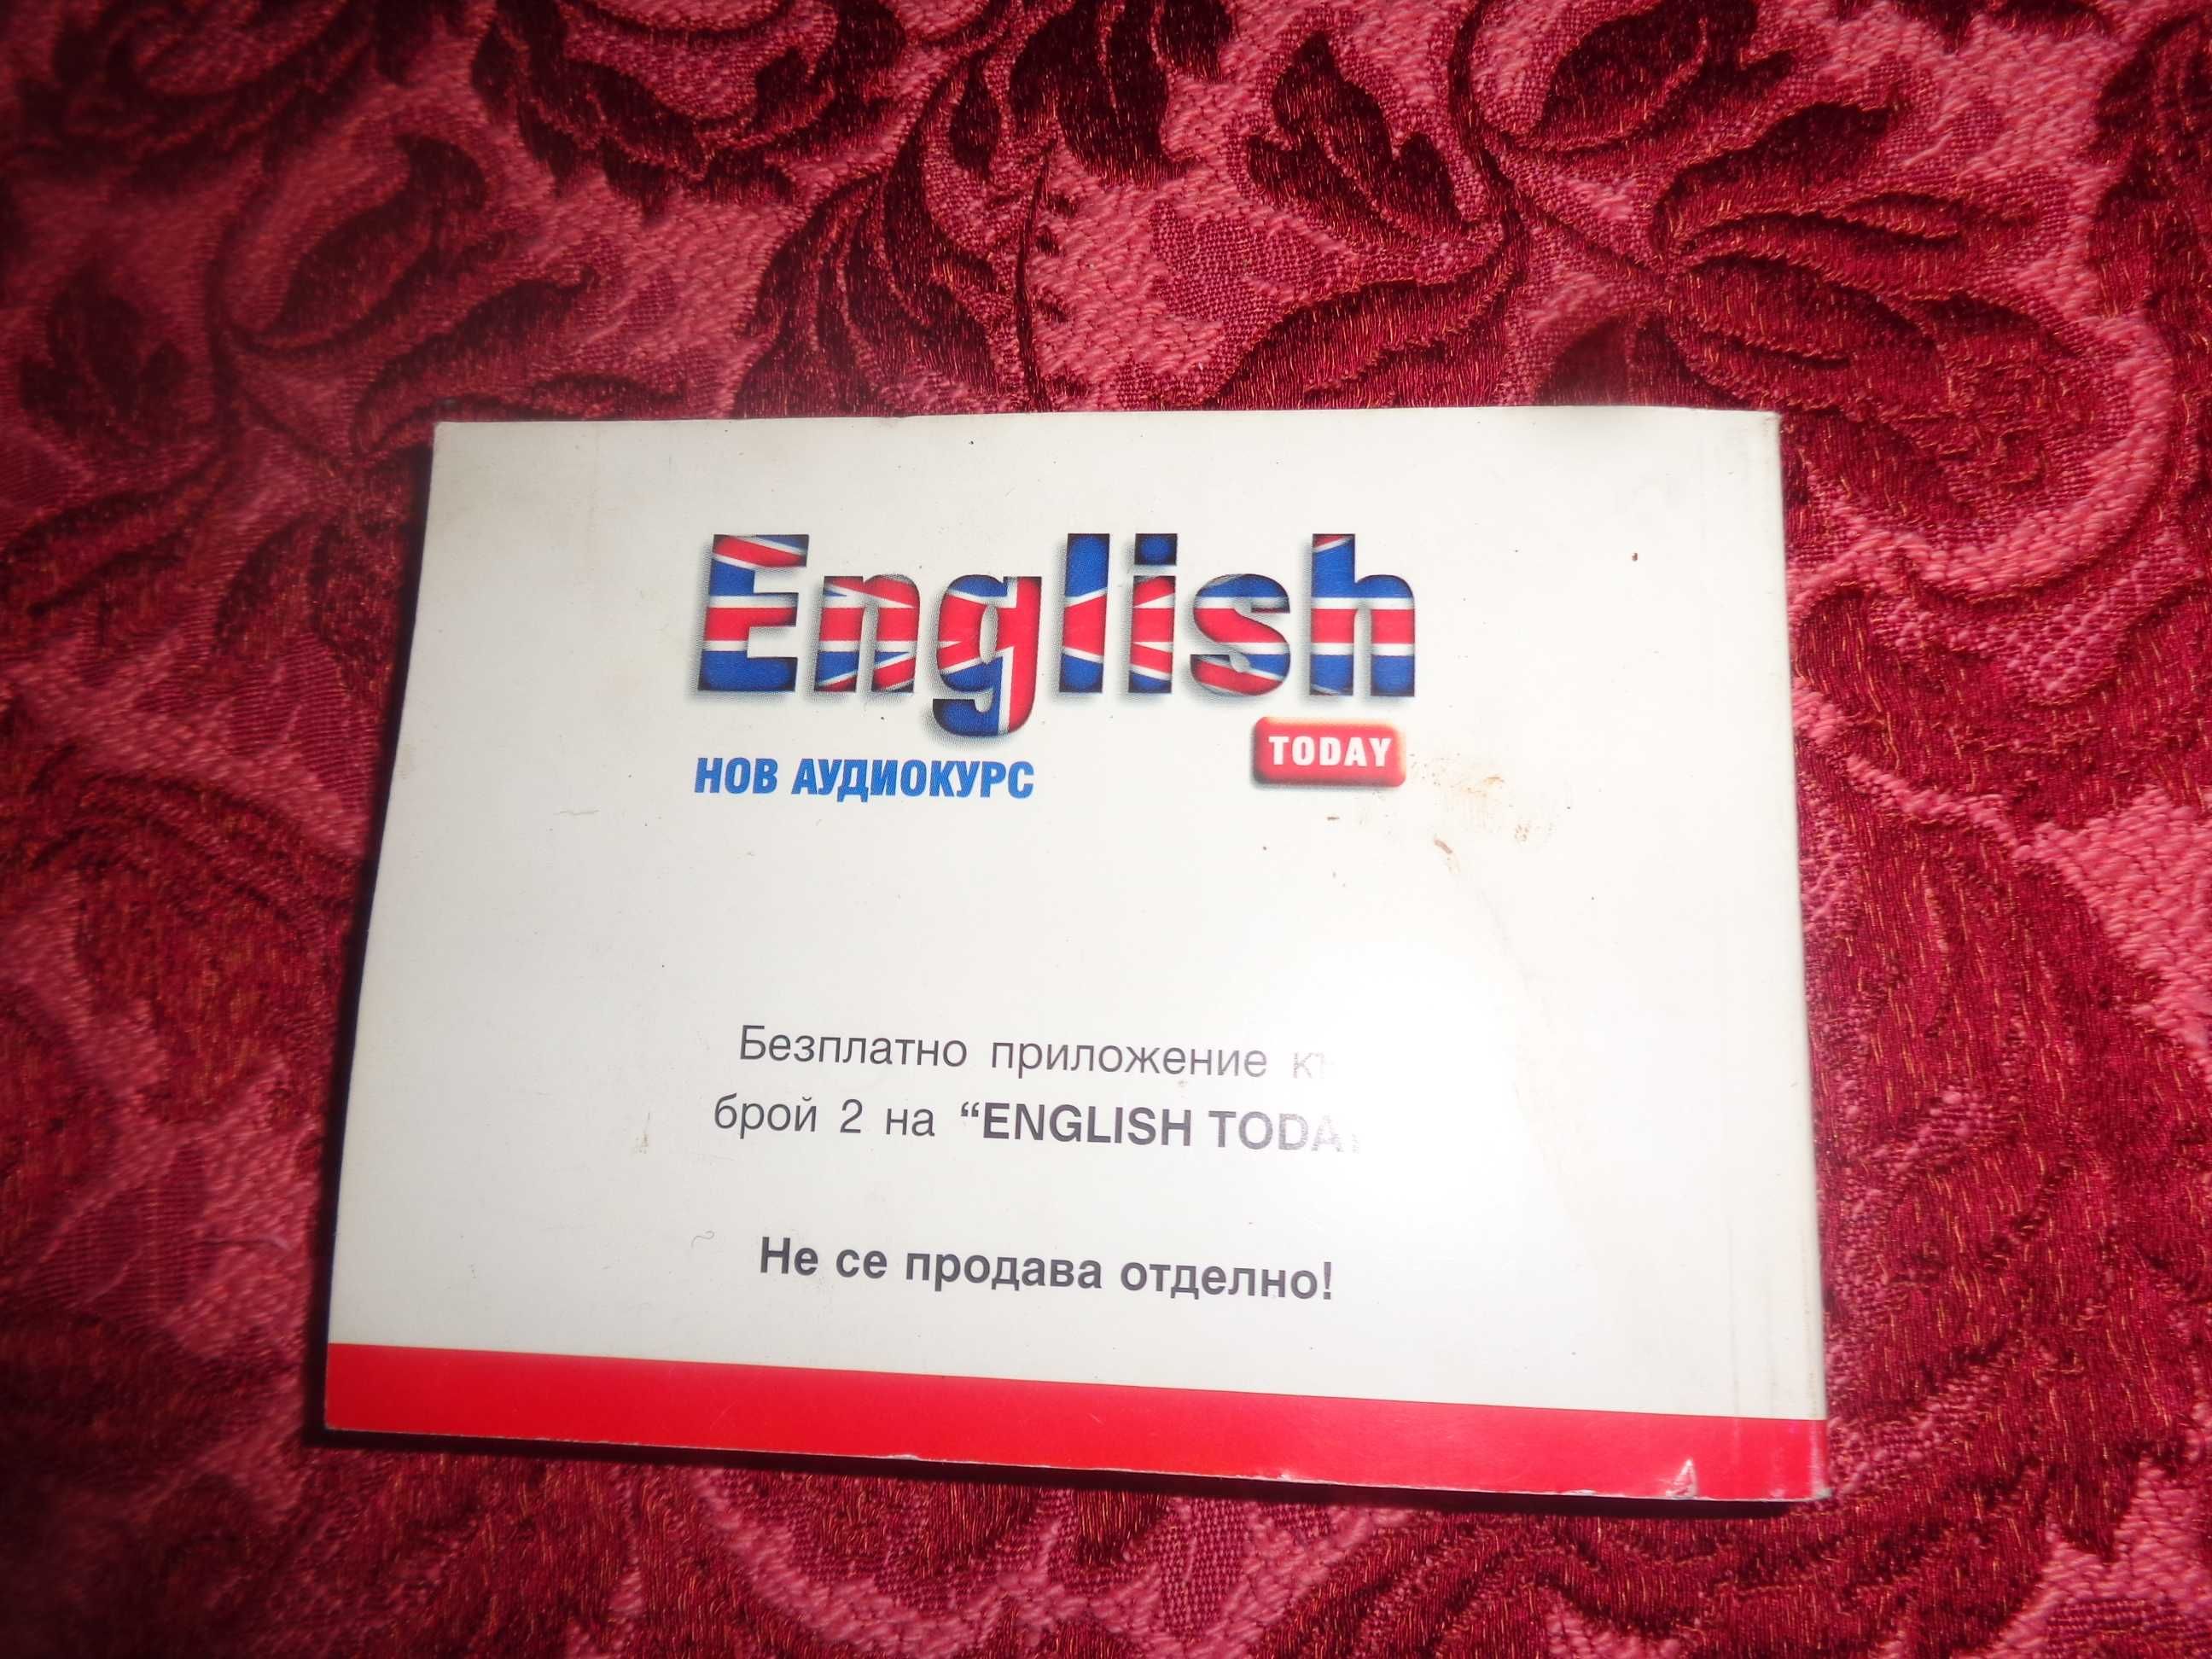 English
TODAY
НОВ АУДИОКУРС
Безплатно приложение
брой 2 на “ENGLISH
Не се продава отделно!